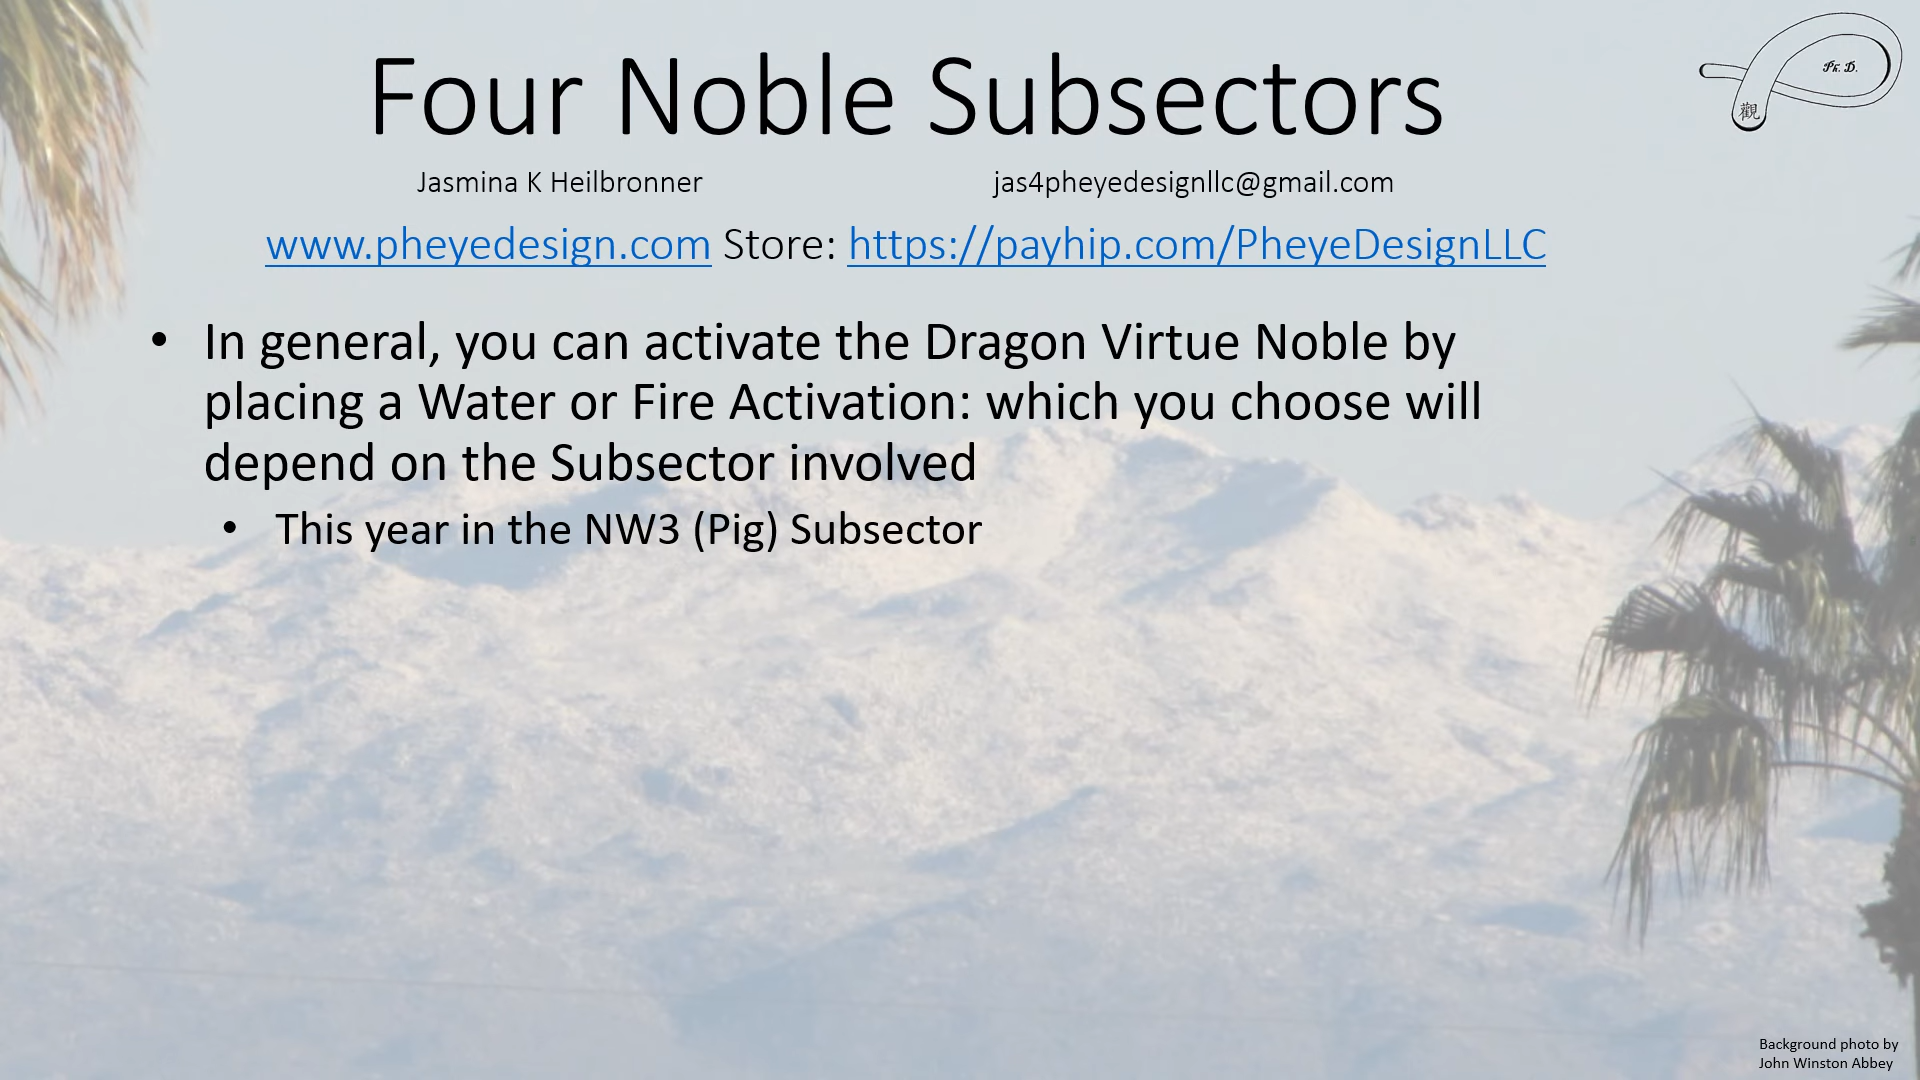 Four Noble Subsectors
Ph. D.
觀
Jasmina K Heilbronner jas4pheyedesignllc@gmail.com
www.pheyedesign.com Store: https://payhip.com/PheyeDesignLLC
• In general, you can activate the Dragon Virtue Noble by
placing a Water or Fire Activation: which you choose will
depend on the Subsector involved
• This year in the NW3 (Pig) Subsector
Background photo by
John Winston Abbey